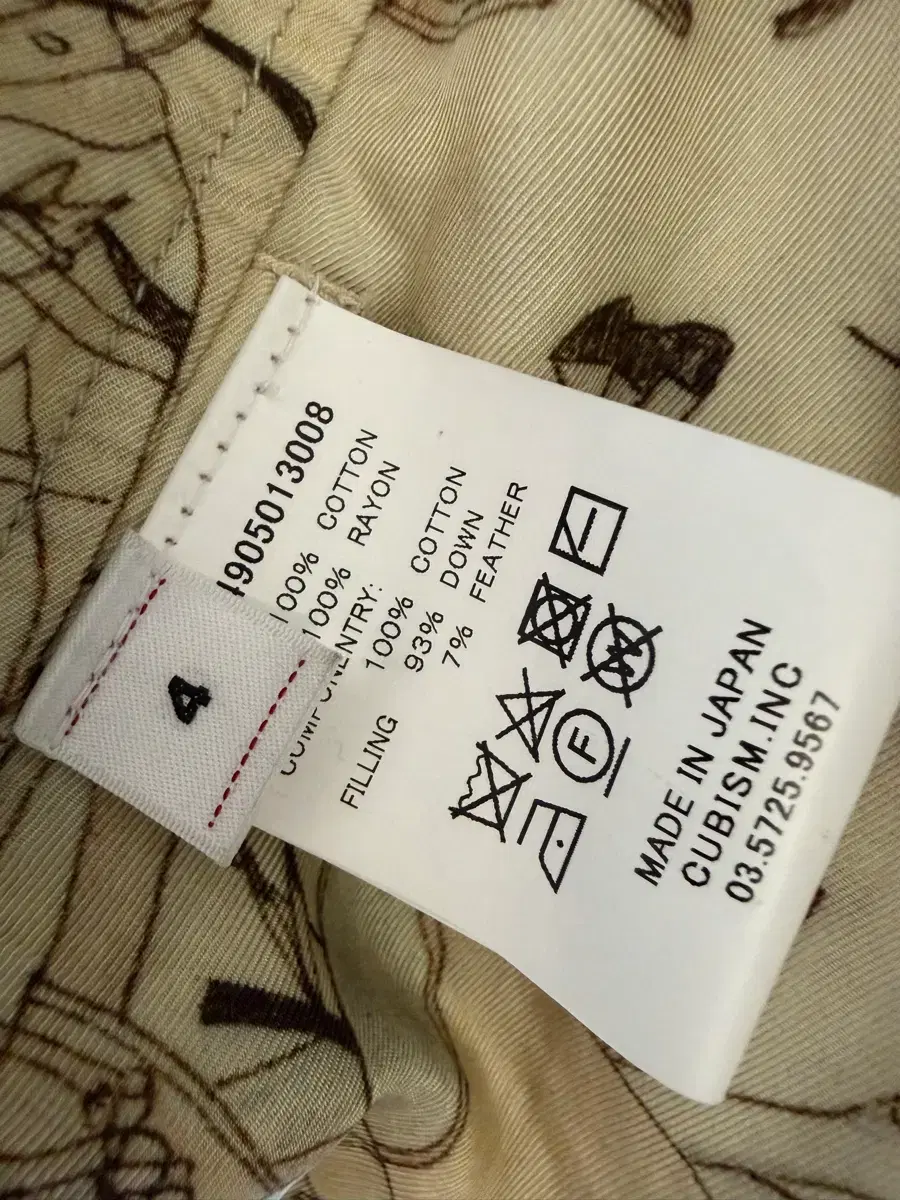 4905013008
100% COTTON
100% RAYON
COMPONENTRY:
100% COTTON
FILLING 93% DOWN
7% FEATHER
F
W
MADE IN JAPAN
CUBISM.INC
03.5725.9567
4